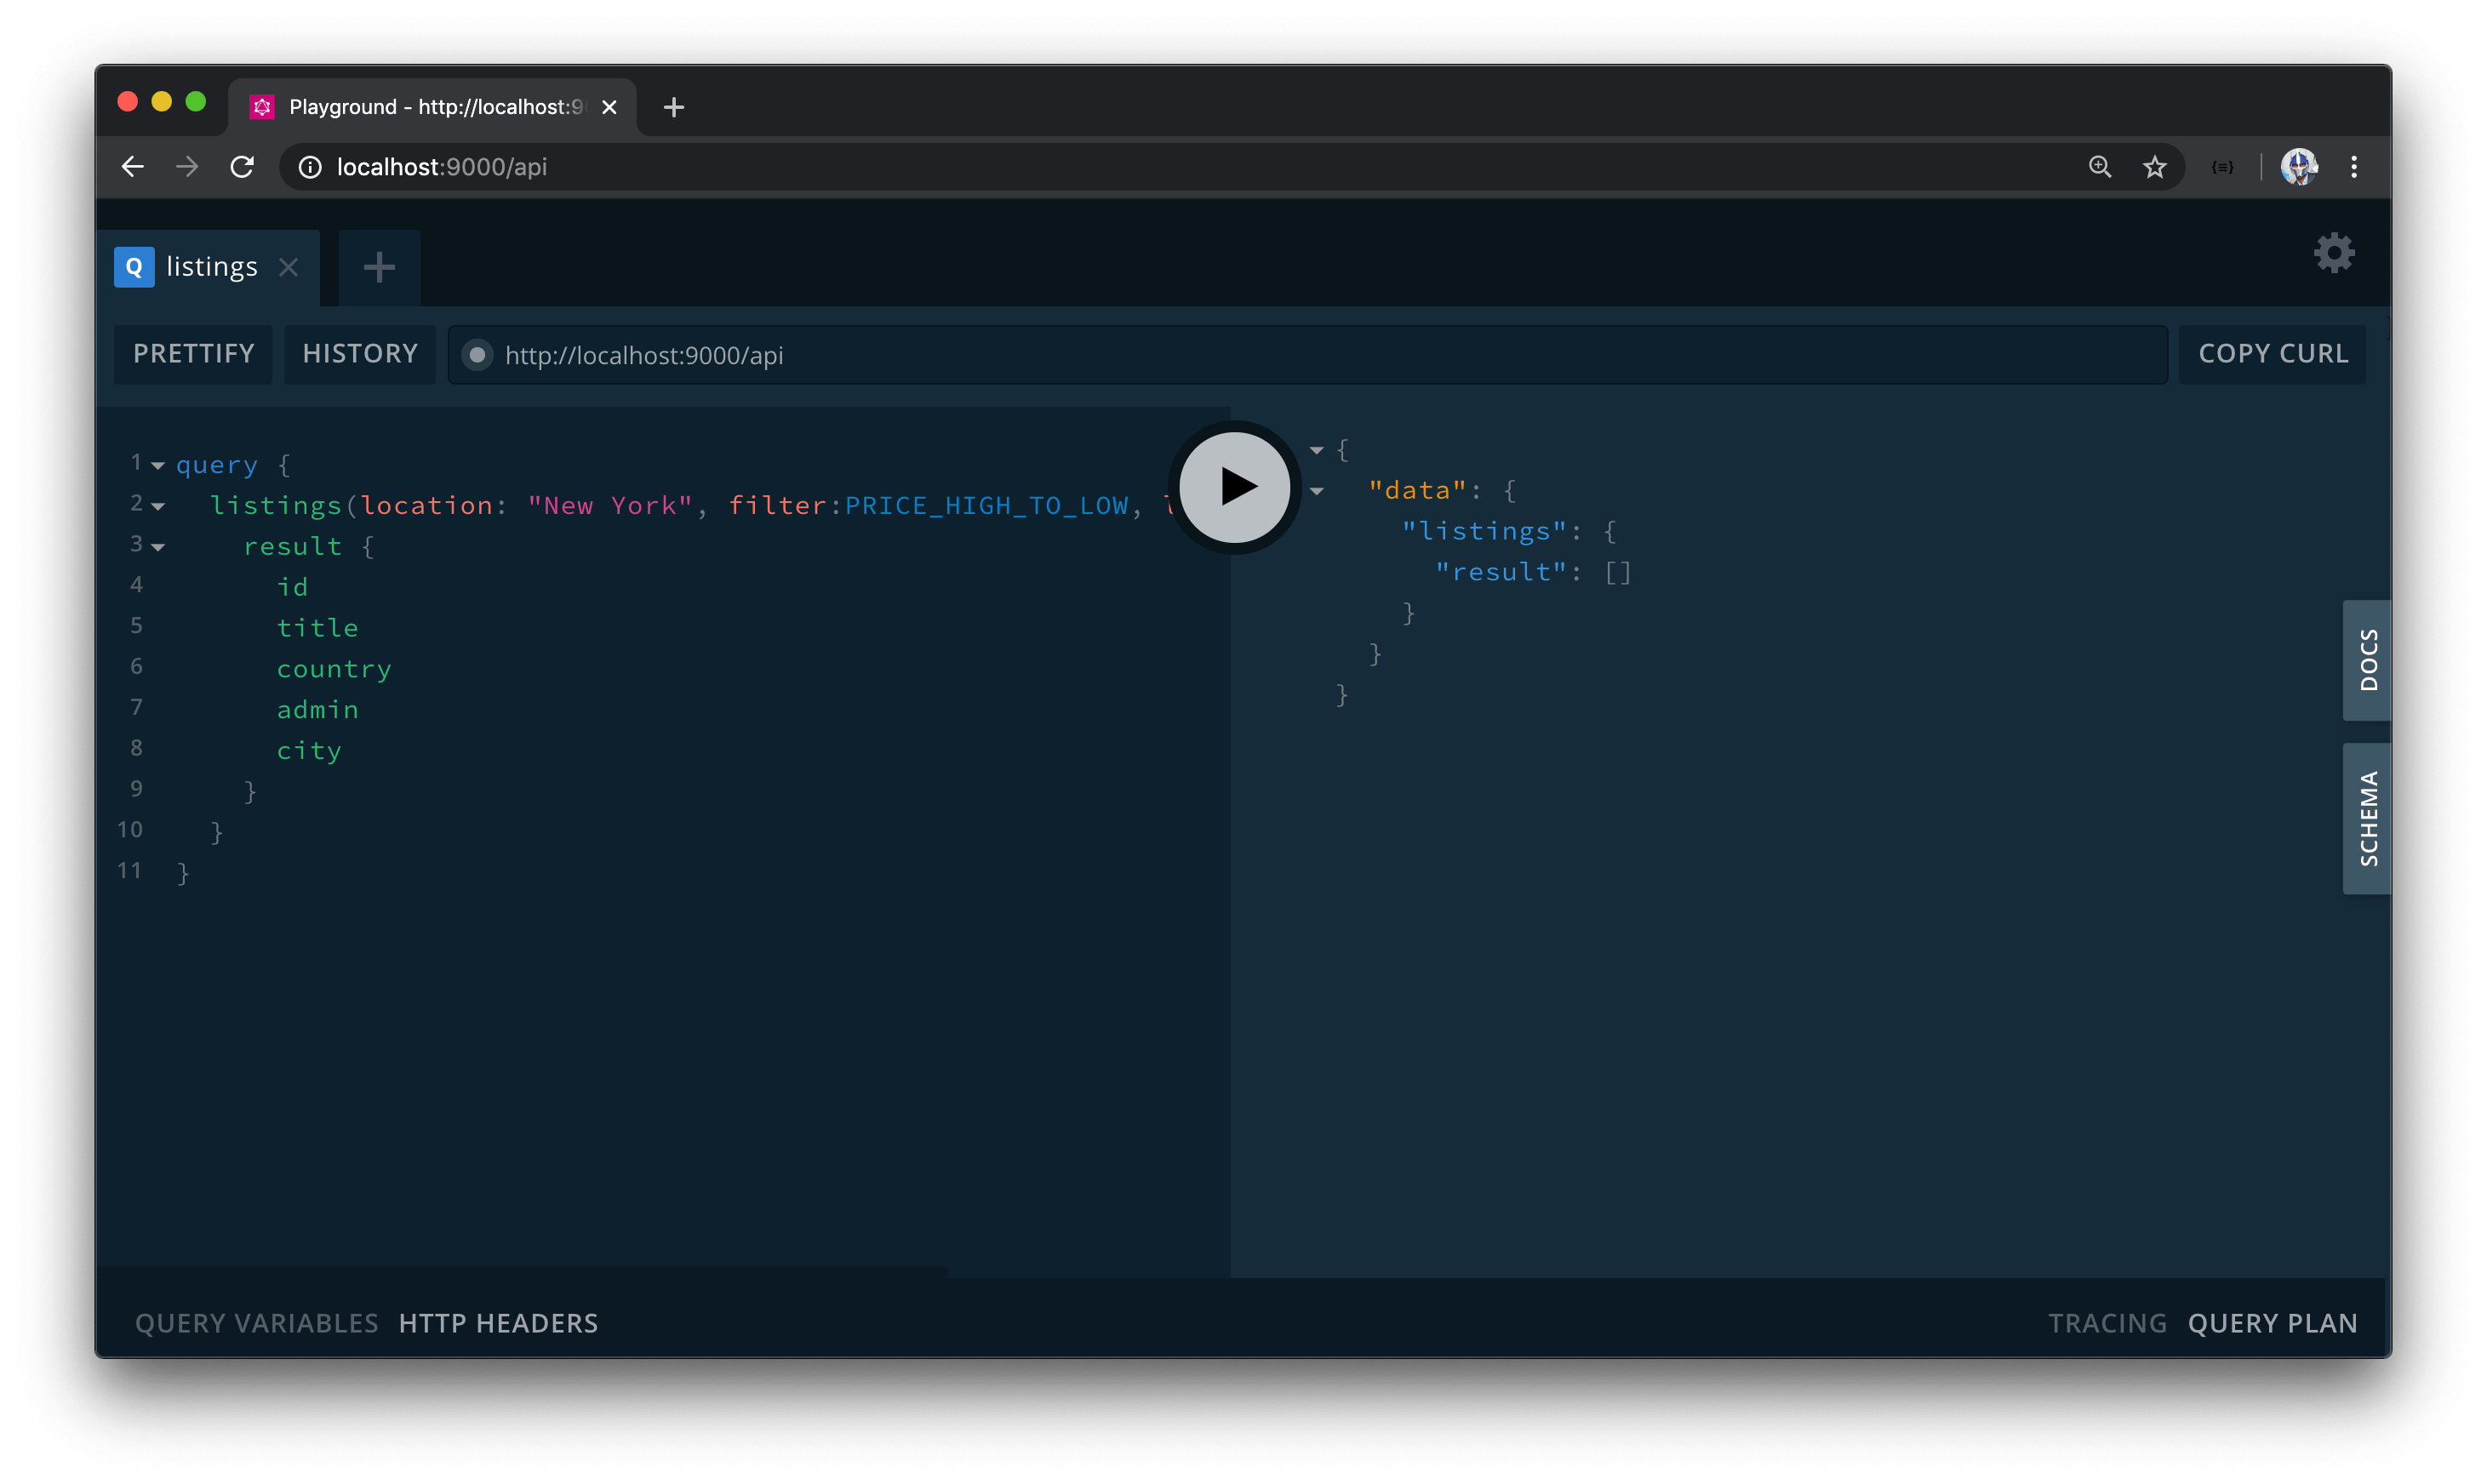 Playground - http://localhost:9
localhost:9000/api
Q listings
PRETTIFY HISTORY http://localhost:9000/api COPY CURL
1 query {
2 listings(location: "New York", filter:PRICE_HIGH_TO_LOW,
3 result {
4 id
5 title
6 country
7 admin
8 city
9 }
10 }
11 }
{
"data": {
"listings": {
"result": []
}
}
}
DOCS
SCHEMA
QUERY VARIABLES HTTP HEADERS
TRACING QUERY PLAN